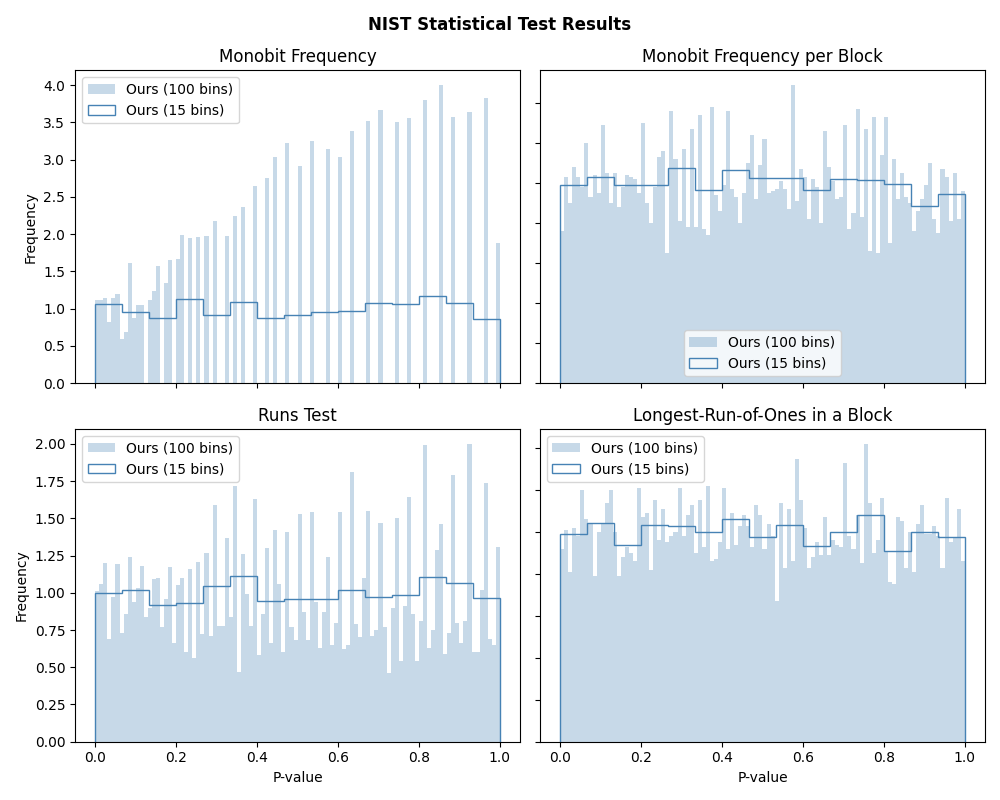 NIST Statistical Test Results
Monobit Frequency
Monobit Frequency per Block
Frequency
4.0
3.5
3.0
2.5
2.0
1.5
1.0
0.5
0.0
Ours (100 bins)
Ours (15 bins)
Ours (100 bins)
Ours (15 bins)
Runs Test
Longest-Run-of-Ones in a Block
Frequency
2.00
1.75
1.50
1.25
1.00
0.75
0.50
0.25
0.00
Ours (100 bins)
Ours (15 bins)
Ours (100 bins)
Ours (15 bins)
0.0 0.2 0.4 0.6 0.8 1.0
P-value
0.0 0.2 0.4 0.6 0.8 1.0
P-value